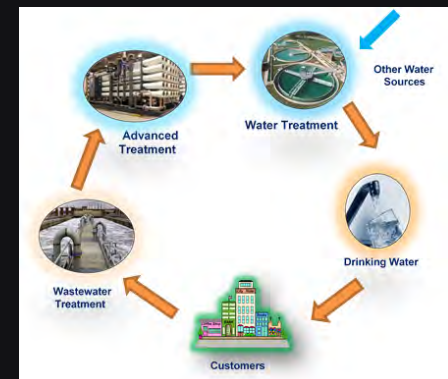 Other Water
Sources
Water Treatment
Advanced
Treatment
Drinking Water
Wastewater
Treatment
Customers